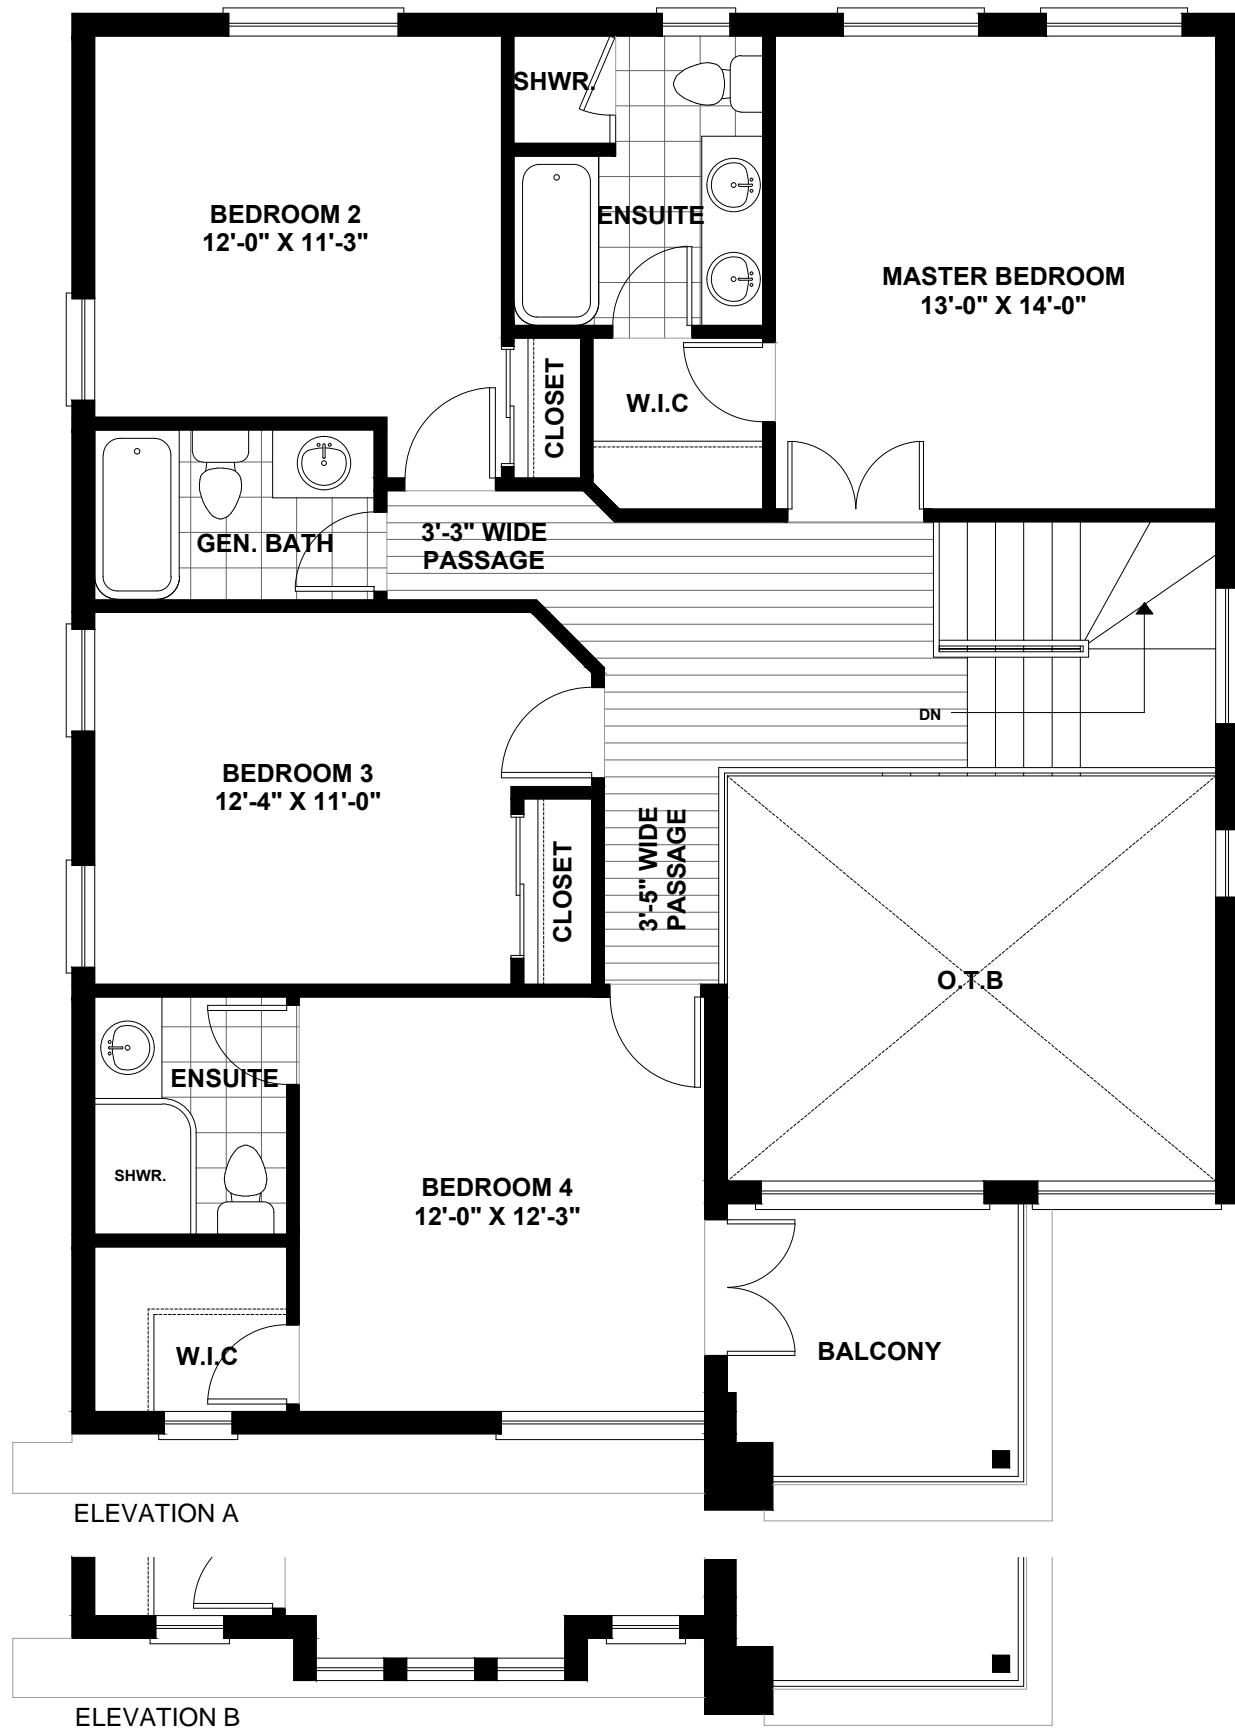 SHWR.
BEDROOM 2
12'-0" X 11'-3"
ENSUITE
MASTER BEDROOM
13'-0" X 14'-0"
CLOSET
W.I.C
GEN. BATH
3'-3" WIDE
PASSAGE
DN
BEDROOM 3
12'-4" X 11'-0"
CLOSET
3'-5" WIDE
PASSAGE
O.T.B
ENSUITE
SHWR.
BEDROOM 4
12'-0" X 12'-3"
W.I.C
BALCONY
ELEVATION A
ELEVATION B